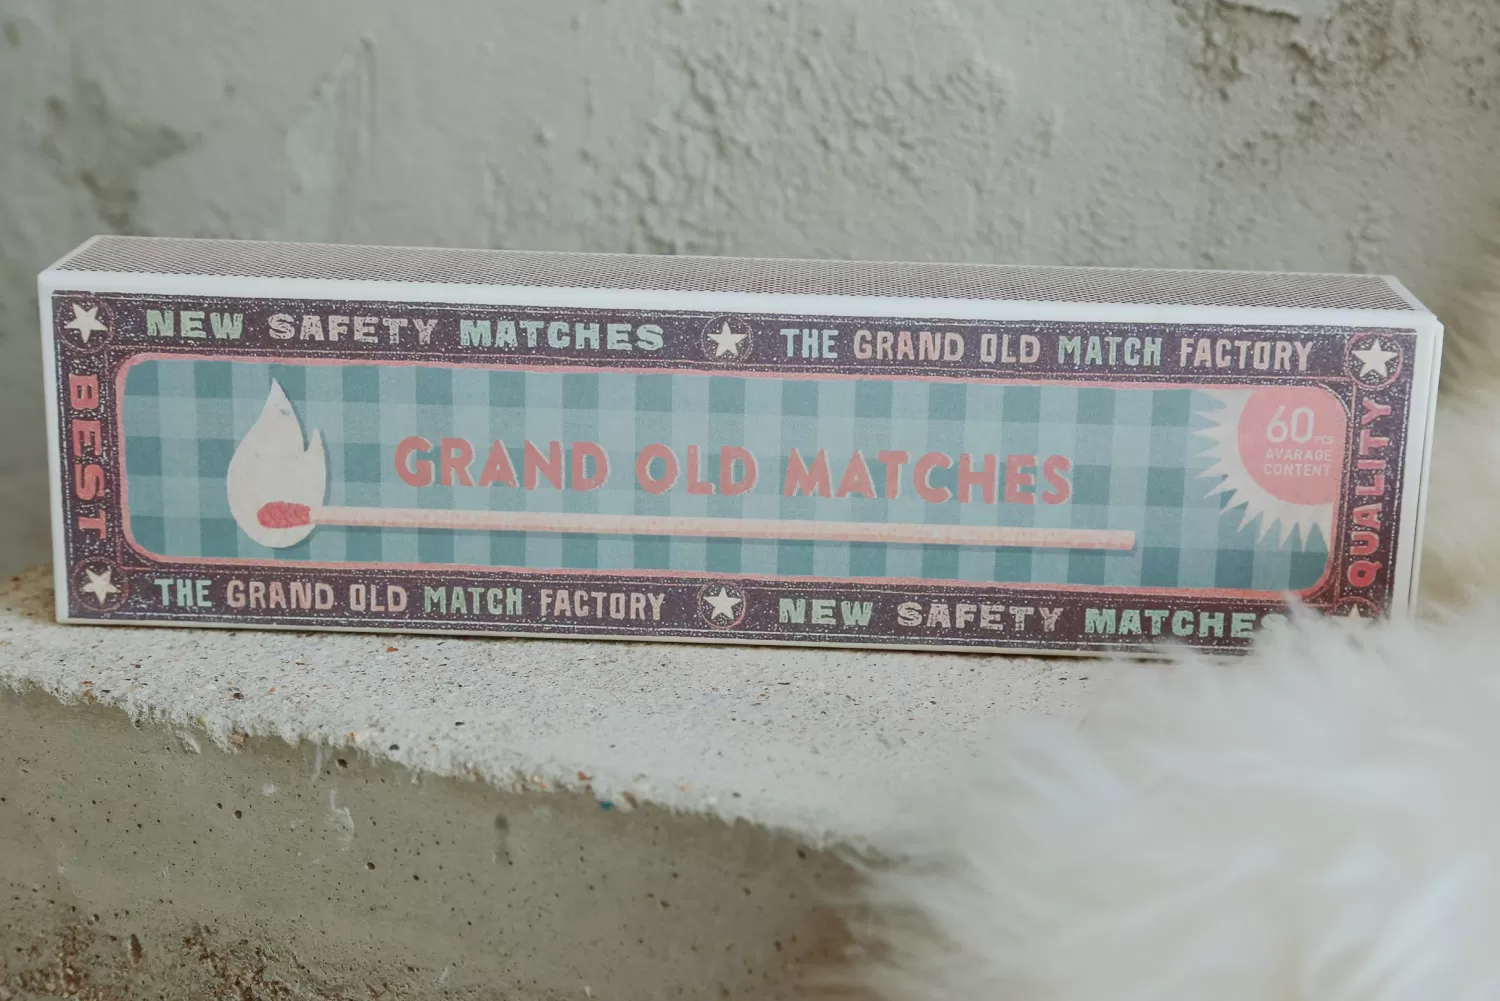 NEW SAFETY MATCHES
THE GRAND OLD MATCH FACTORY
BEST
GRAND OLD MATCHES
60 PCS
AVARAGE
CONTENT
QUALITY
THE GRAND OLD MATCH FACTORY
NEW SAFETY MATCHES